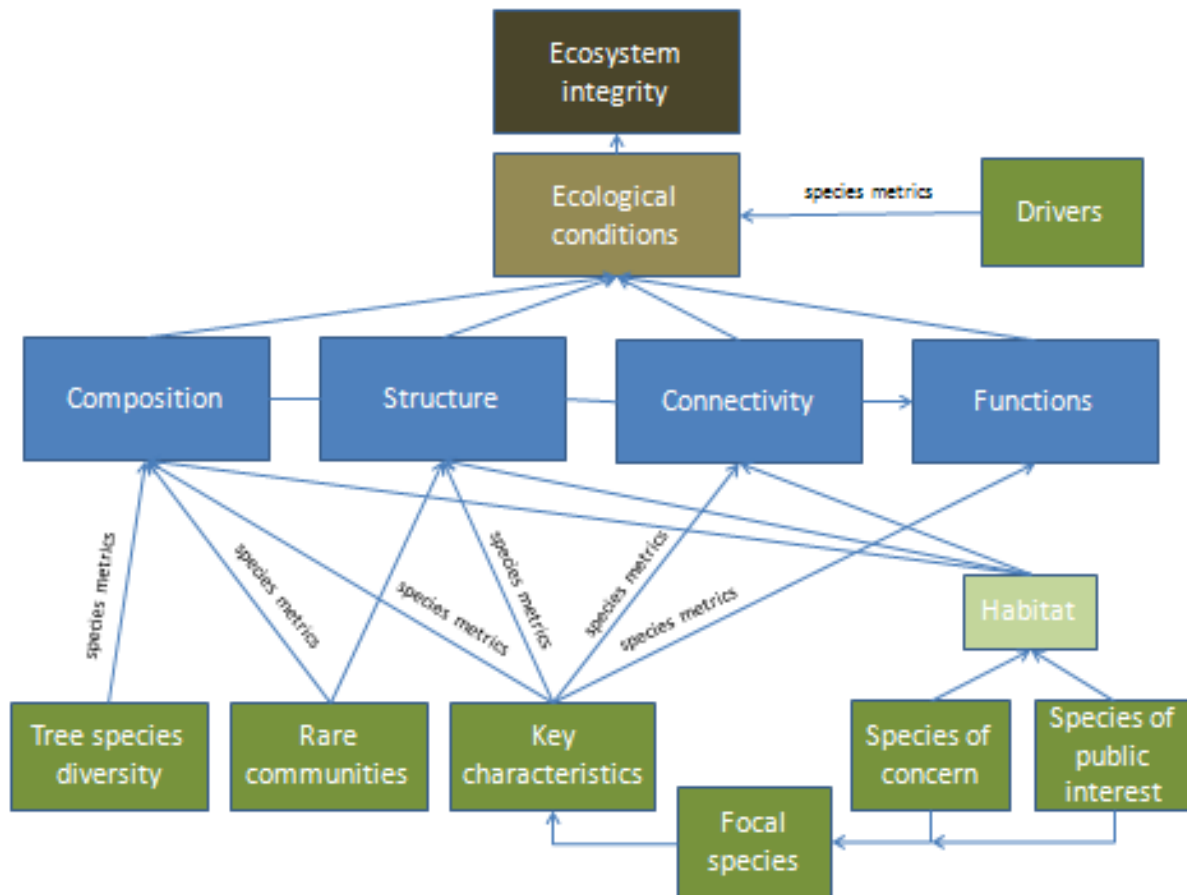 Ecosystem
integrity
Ecological
conditions
species metrics
Drivers
Composition
Structure
Connectivity
Functions
species metrics
species metrics
species metrics
species metrics
species metrics
species metrics
Habitat
Tree species
diversity
Rare
communities
Key
characteristics
Species of
concern
Species of
public
interest
Focal
species